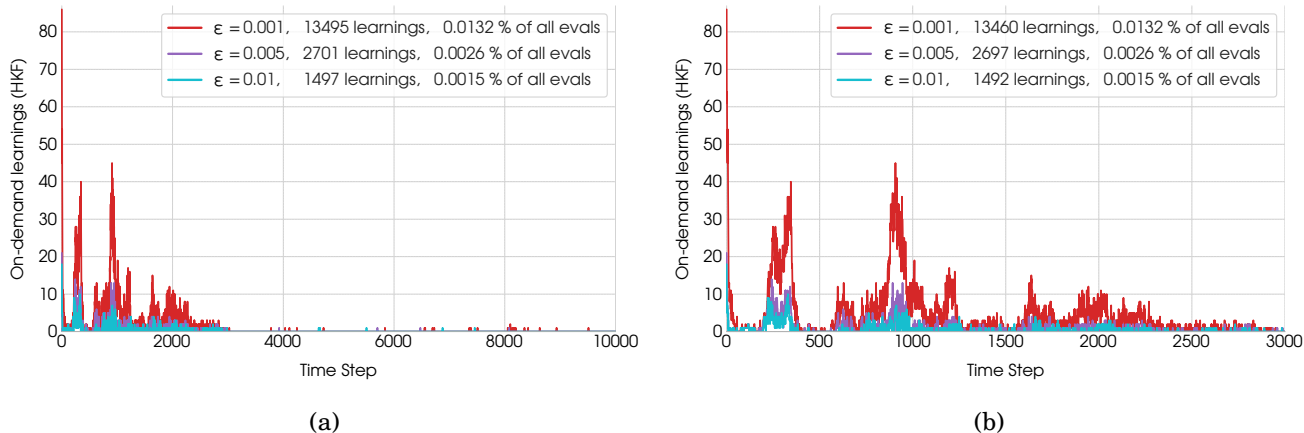 ε = 0.001, 13495 learnings, 0.0132 % of all evals
ε = 0.005, 2701 learnings, 0.0026 % of all evals
ε = 0.01, 1497 learnings, 0.0015 % of all evals
On-demand learnings (HKF)
80
70
60
50
40
30
20
10
0
0 2000 4000 6000 8000 10000
Time Step
(a)
ε = 0.001, 13460 learnings, 0.0132 % of all evals
ε = 0.005, 2697 learnings, 0.0026 % of all evals
ε = 0.01, 1492 learnings, 0.0015 % of all evals
On-demand learnings (HKF)
80
70
60
50
40
30
20
10
0
0 500 1000 1500 2000 2500 3000
Time Step
(b)